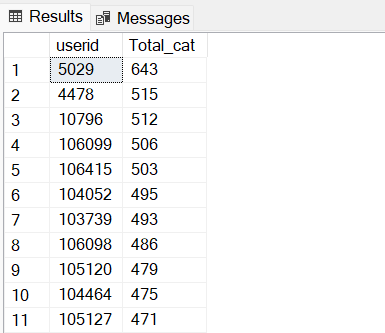 Results Messages
userid Total_cat
1 5029 643
2 4478 515
3 10796 512
4 106099 506
5 106415 503
6 104052 495
7 103739 493
8 106098 486
9 105120 479
10 104464 475
11 105127 471